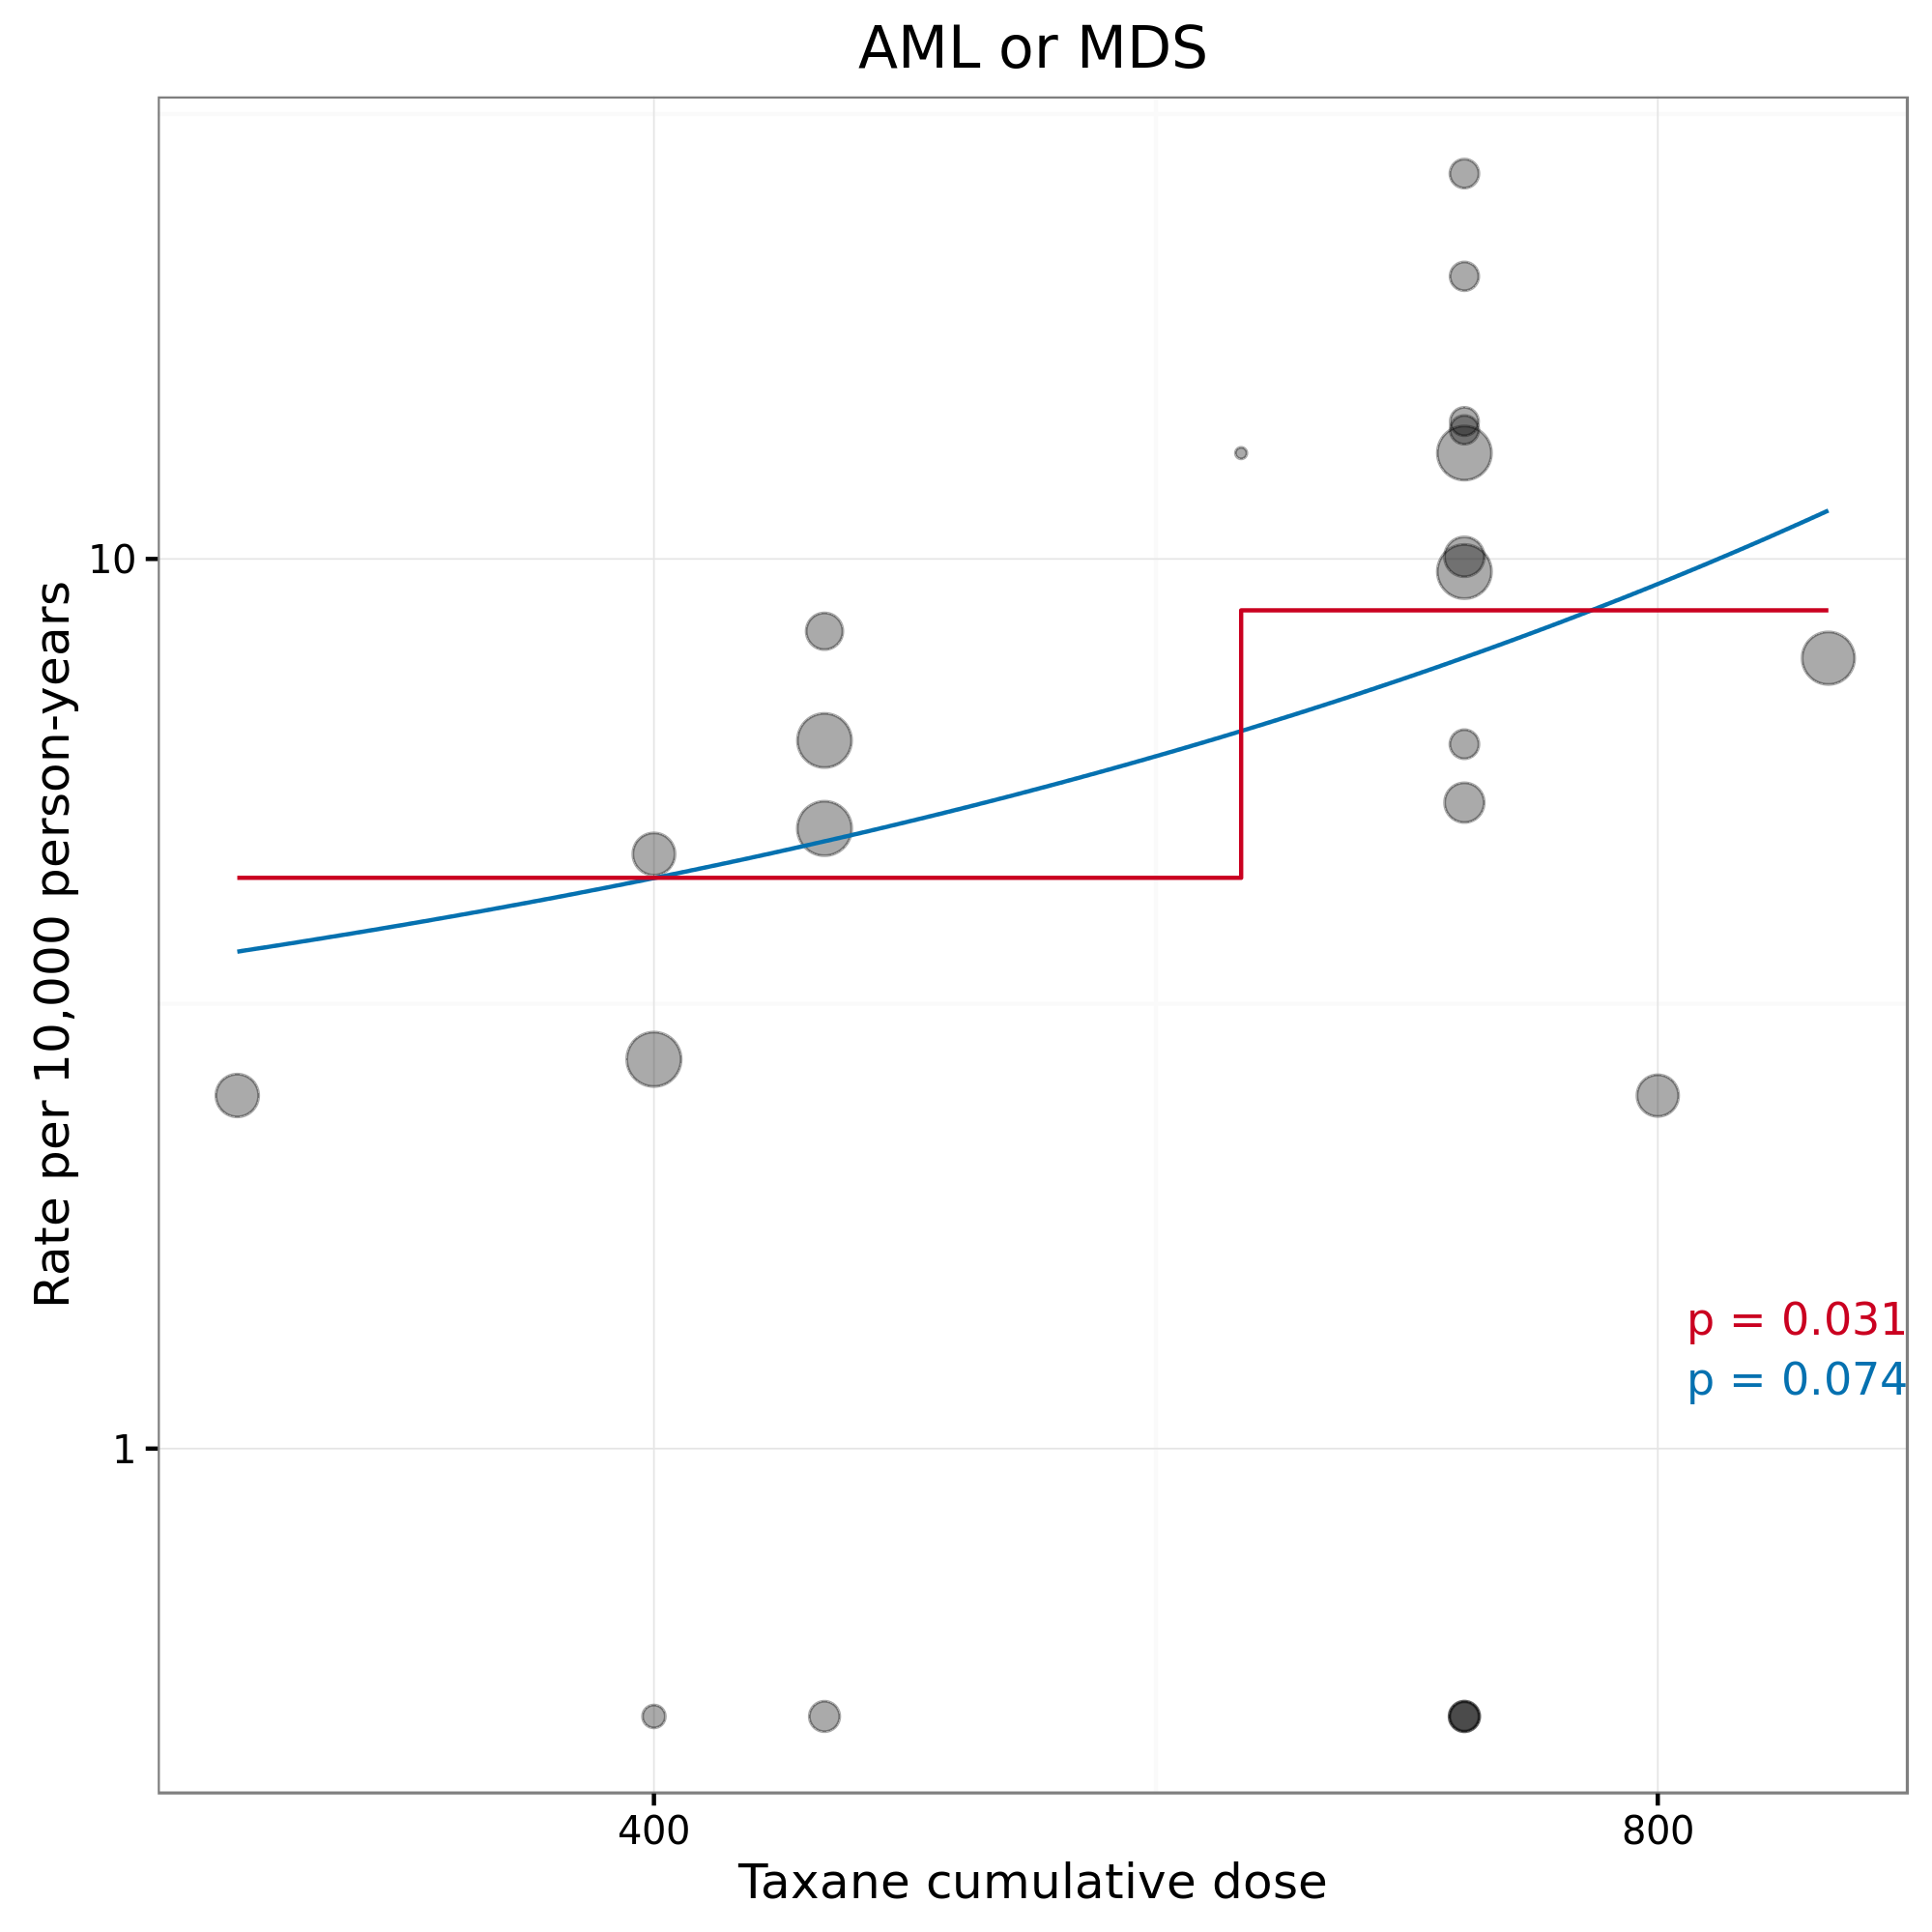 AML or MDS
Rate per 10,000 person-years
10
1
p = 0.031
p = 0.074
400
800
Taxane cumulative dose